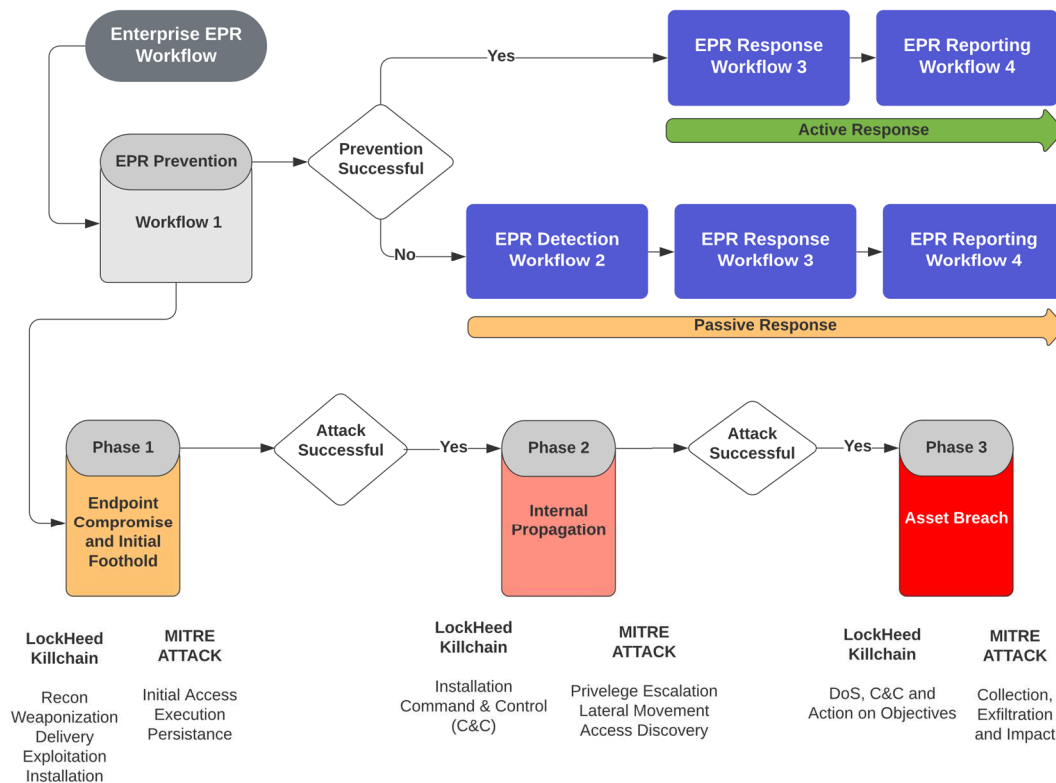 Enterprise EPR
Workflow
EPR Prevention
Workflow 1
Prevention
Successful
Yes
EPR Response
Workflow 3
EPR Reporting
Workflow 4
Active Response
No
EPR Detection
Workflow 2
EPR Response
Workflow 3
EPR Reporting
Workflow 4
Passive Response
Phase 1
Endpoint
Compromise
and Initial
Foothold
Attack
Successful
Yes
Phase 2
Internal
Propagation
Attack
Successful
Yes
Phase 3
Asset Breach
LockHeed
Killchain
Recon
Weaponization
Delivery
Exploitation
Installation
MITRE
ATTACK
Initial Access
Execution
Persistance
LockHeed
Killchain
Installation
Command & Control
(C&C)
MITRE
ATTACK
Privelege Escalation
Lateral Movement
Access Discovery
LockHeed
Killchain
DoS, C&C and
Action on Objectives
MITRE
ATTACK
Collection,
Exfiltration
and Impact